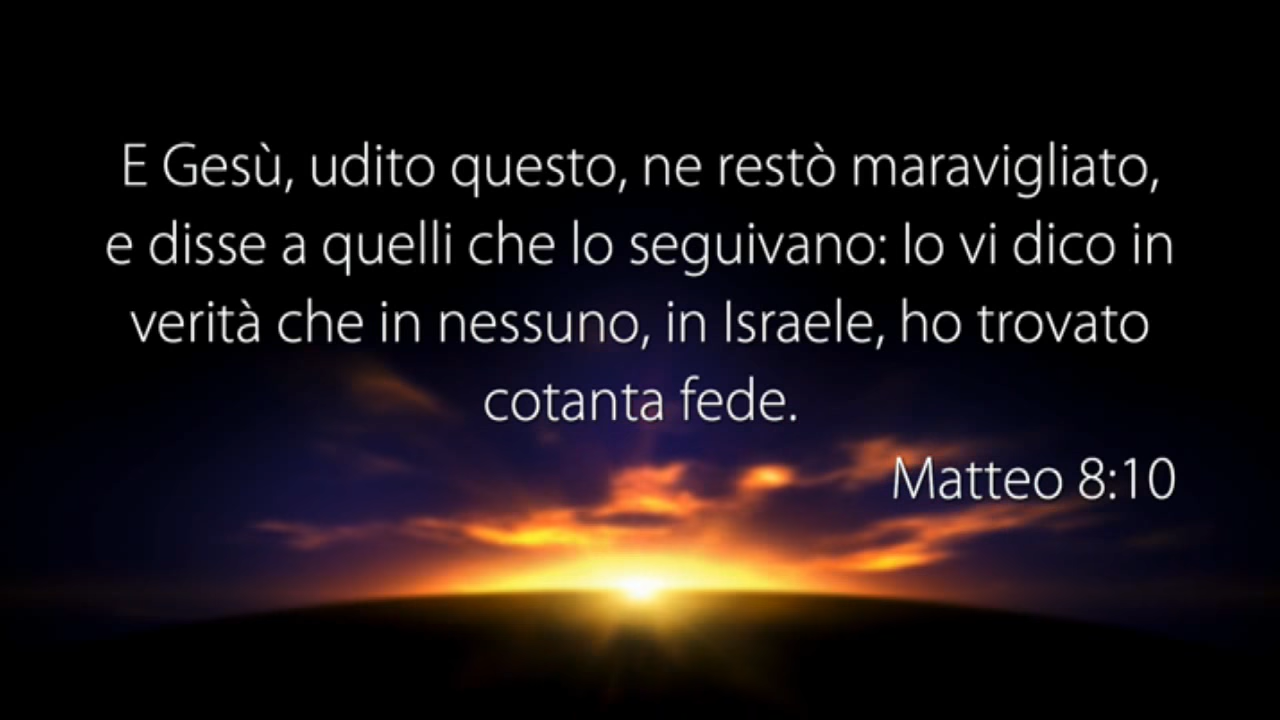 E Gesù, udito questo, ne restò maravigliato,
e disse a quelli che lo seguivano: Io vi dico in
verità che in nessuno, in Israele, ho trovato
cotanta fede.
Matteo 8:10